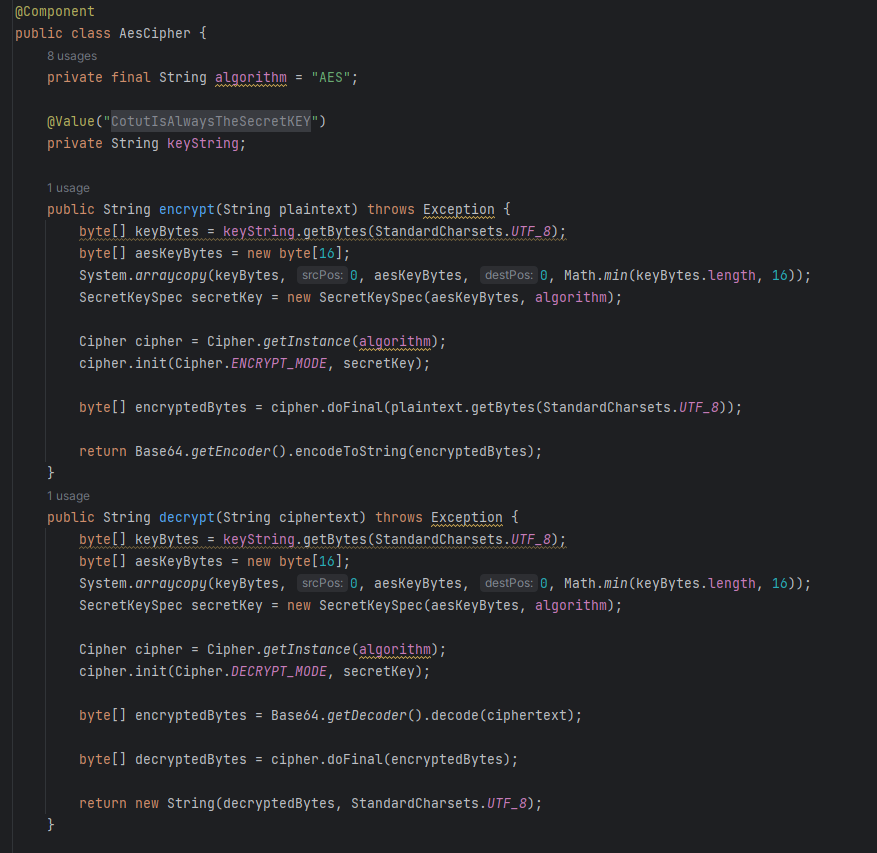 @Component
public class AesCipher {
8 usages
private final String algorithm = "AES";
@Value("CotutIsAlwaysTheSecretKEY")
private String keyString;
1 usage
public String encrypt(String plaintext) throws Exception {
byte[] keyBytes = keyString.getBytes(StandardCharsets.UTF_8);
byte[] aesKeyBytes = new byte[16];
System.arraycopy(keyBytes, srcPos: 0, aesKeyBytes, destPos: 0, Math.min(keyBytes.length, 16));
SecretKeySpec secretKey = new SecretKeySpec(aesKeyBytes, algorithm);
Cipher cipher = Cipher.getInstance(algorithm);
cipher.init(Cipher.ENCRYPT_MODE, secretKey);
byte[] encryptedBytes = cipher.doFinal(plaintext.getBytes(StandardCharsets.UTF_8));
return Base64.getEncoder().encodeToString(encryptedBytes);
}
1 usage
public String decrypt(String ciphertext) throws Exception {
byte[] keyBytes = keyString.getBytes(StandardCharsets.UTF_8);
byte[] aesKeyBytes = new byte[16];
System.arraycopy(keyBytes, srcPos: 0, aesKeyBytes, destPos: 0, Math.min(keyBytes.length, 16));
SecretKeySpec secretKey = new SecretKeySpec(aesKeyBytes, algorithm);
Cipher cipher = Cipher.getInstance(algorithm);
cipher.init(Cipher.DECRYPT_MODE, secretKey);
byte[] encryptedBytes = Base64.getDecoder().decode(ciphertext);
byte[] decryptedBytes = cipher.doFinal(encryptedBytes);
return new String(decryptedBytes, StandardCharsets.UTF_8);
}